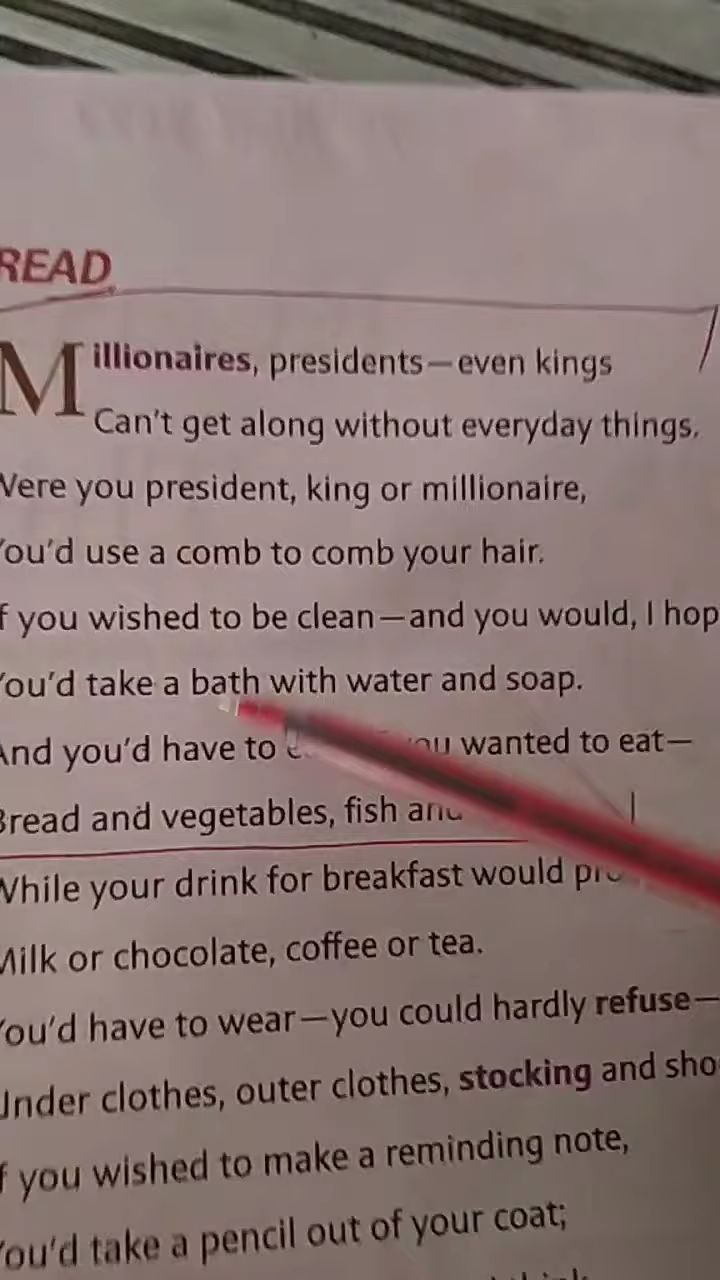 READ
Millionaires, presidents—even kings
Can't get along without everyday things.
Were you president, king or millionaire,
You'd use a comb to comb your hair.
If you wished to be clean—and you would, I hop
You'd take a bath with water and soap.
And you'd have to you wanted to eat—
Bread and vegetables, fish and
While your drink for breakfast would
Milk or chocolate, coffee or tea.
You'd have to wear—you could hardly refuse—
Under clothes, outer clothes, stocking and sho
If you wished to make a reminding note,
You'd take a pencil out of your coat;